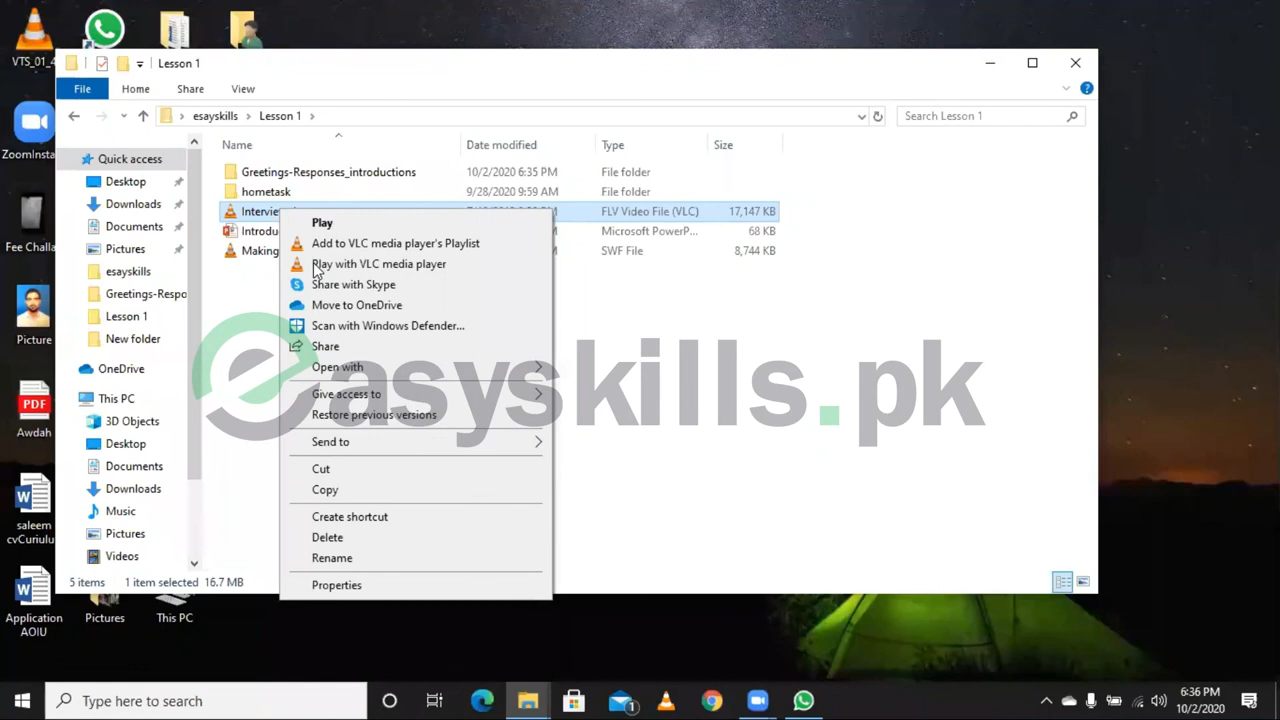 VTS_01_4
Lesson 1
File Home Share View
esayskills Lesson 1
Search Lesson 1
ZoomInsta
Quick access
Desktop
Downloads
Documents
Pictures
esayskills
Greetings-Respo
Lesson 1
New folder
OneDrive
This PC
3D Objects
Desktop
Documents
Downloads
Music
Pictures
Videos
Name Date modified Type Size
Greetings-Responses_introductions 10/2/2020 6:35 PM File folder
hometask 9/28/2020 9:59 AM File folder
Intervie FLV Video File (VLC) 17,147 KB
Introdu Microsoft PowerP... 68 KB
Making SWF File 8,744 KB
Play
Add to VLC media player's Playlist
Play with VLC media player
Share with Skype
Move to OneDrive
Scan with Windows Defender...
Share
Open with
Give access to
Restore previous versions
Send to
Cut
Copy
Create shortcut
Delete
Rename
Properties
easyskills.pk
Fee Challa
Picture
PDF
Awdah
saleem
cvCuriulu
Application
AOIU
Pictures
This PC
5 items 1 item selected 16.7 MB
Type here to search
1
6:36 PM
10/2/2020